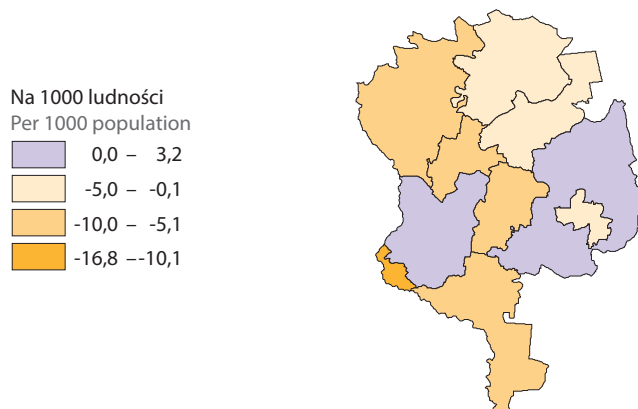 Na 1000 ludności
Per 1000 population
0,0 – 3,2
-5,0 – -0,1
-10,0 – -5,1
-16,8 – -10,1